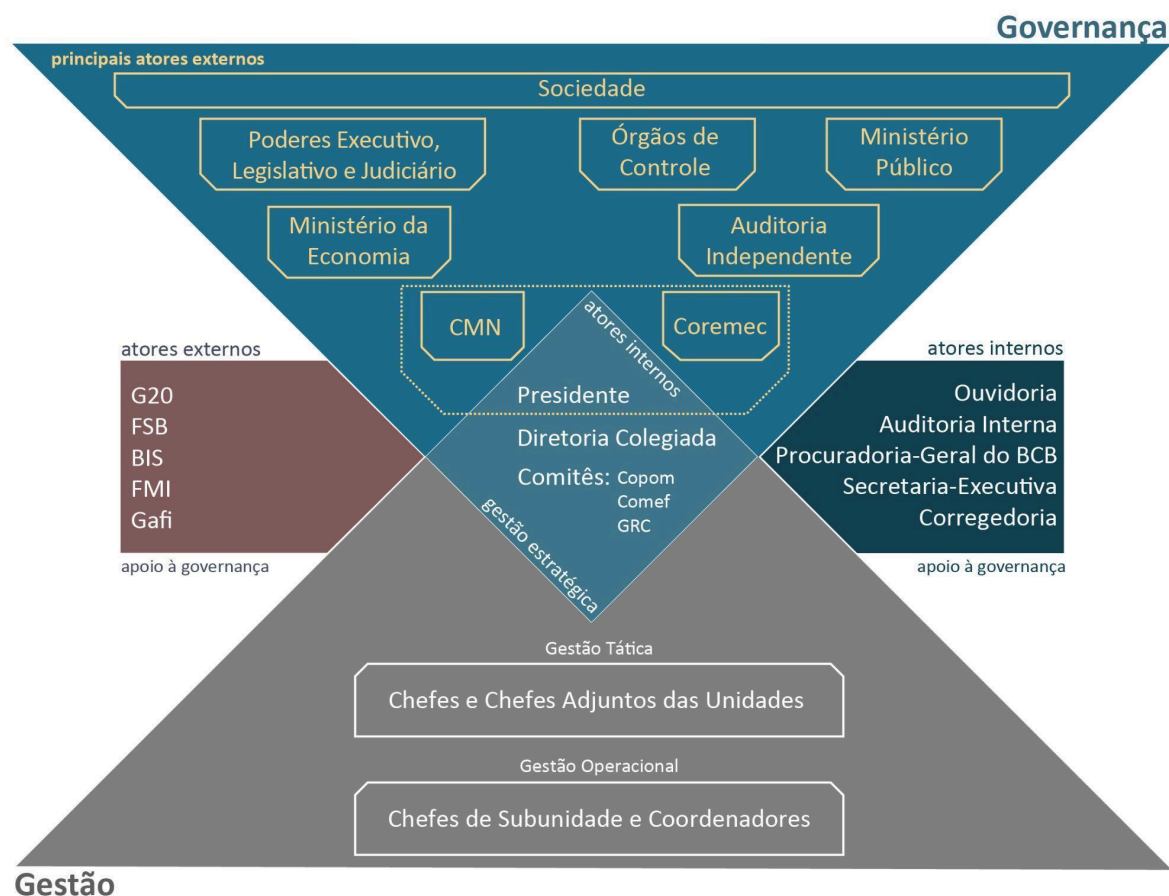 Governança
principais atores externos
Sociedade
Poderes Executivo,
Legislativo e Judiciário
Órgãos de
Controle
Ministério
Público
Ministério da
Economia
Auditoria
Independente
CMN
Coremec
atores internos
Presidente
Diretoria Colegiada
Comitês: Copom
Comef
GRC
gestão estratégica
atores externos
G20
FSB
BIS
FMI
Gafi
apoio à governança
atores internos
Ouvidoria
Auditoria Interna
Procuradoria-Geral do BCB
Secretaria-Executiva
Corregedoria
apoio à governança
Gestão Tática
Chefes e Chefes Adjuntos das Unidades
Gestão Operacional
Chefes de Subunidade e Coordenadores
Gestão